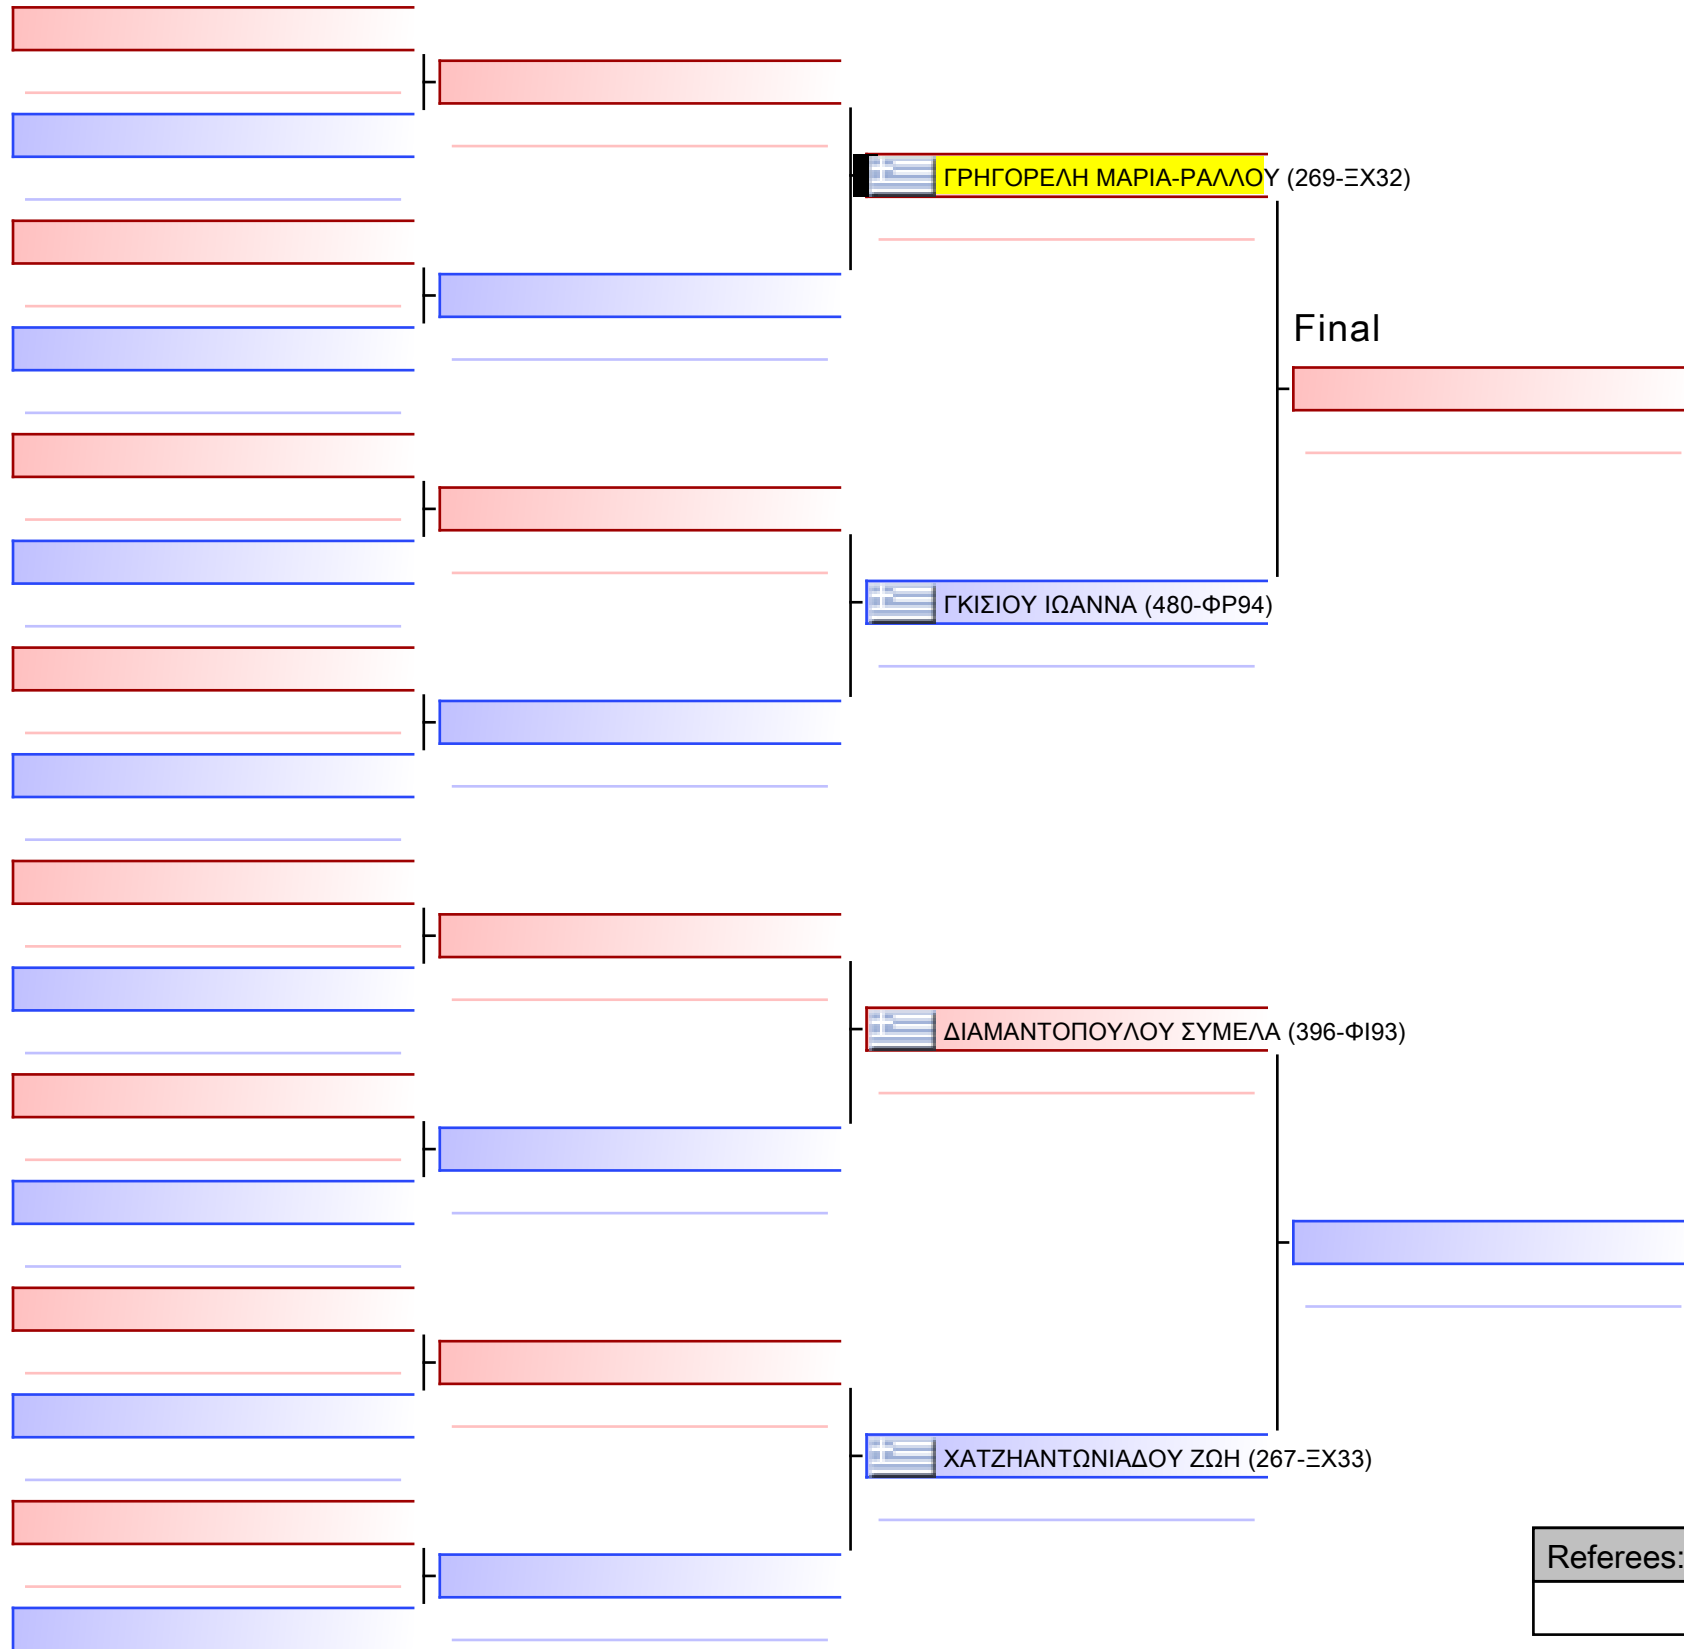 ΓΡΗΓΟΡΕΛΗ ΜΑΡΙΑ-ΡΑΛΛΟΥ (269-ΞΧ32)
Final
ΓΚΙΣΙΟΥ ΙΩΑΝΝΑ (480-ΦΡ94)
ΔΙΑΜΑΝΤΟΠΟΥΛΟΥ ΣΥΜΕΛΑ (396-ΦΙ93)
ΧΑΤΖΗΑΝΤΩΝΙΑΔΟΥ ΖΩΗ (267-ΞΧ33)
Referees: